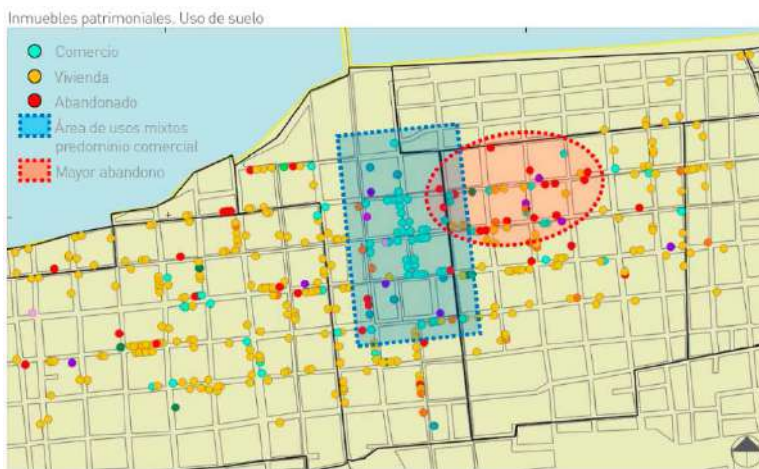 Inmuebles patrimoniales. Uso de suelo
Comercio
Vivienda
Abandonado
Área de usos mixtos
predominio comercial
Mayor abandono